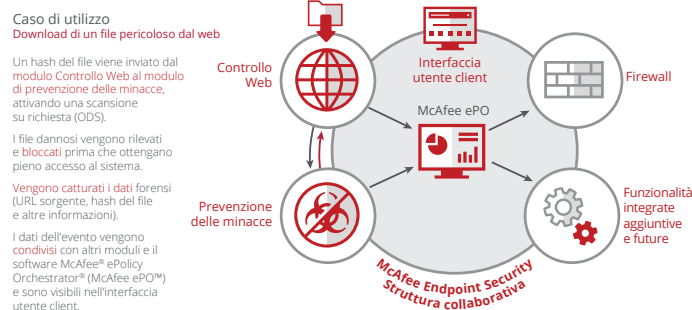 Caso di utilizzo
Download di un file pericoloso dal web
Un hash del file viene inviato dal
modulo Controllo Web al modulo
di prevenzione delle minacce,
attivando una scansione
su richiesta (ODS).
I file dannosi vengono rilevati
e bloccati prima che ottengano
pieno accesso al sistema.
Vengono catturati i dati forensi
(URL sorgente, hash del file
e altre informazioni).
I dati dell'evento vengono
condivisi con altri moduli e il
software McAfee® ePolicy
Orchestrator® (McAfee ePO™)
e sono visibili nell'interfaccia
utente client.
Controllo
Web
Interfaccia
utente client
Firewall
McAfee ePO
Prevenzione
delle minacce
Funzionalità
integrate
aggiuntive
e future
McAfee Endpoint Security
Struttura collaborativa